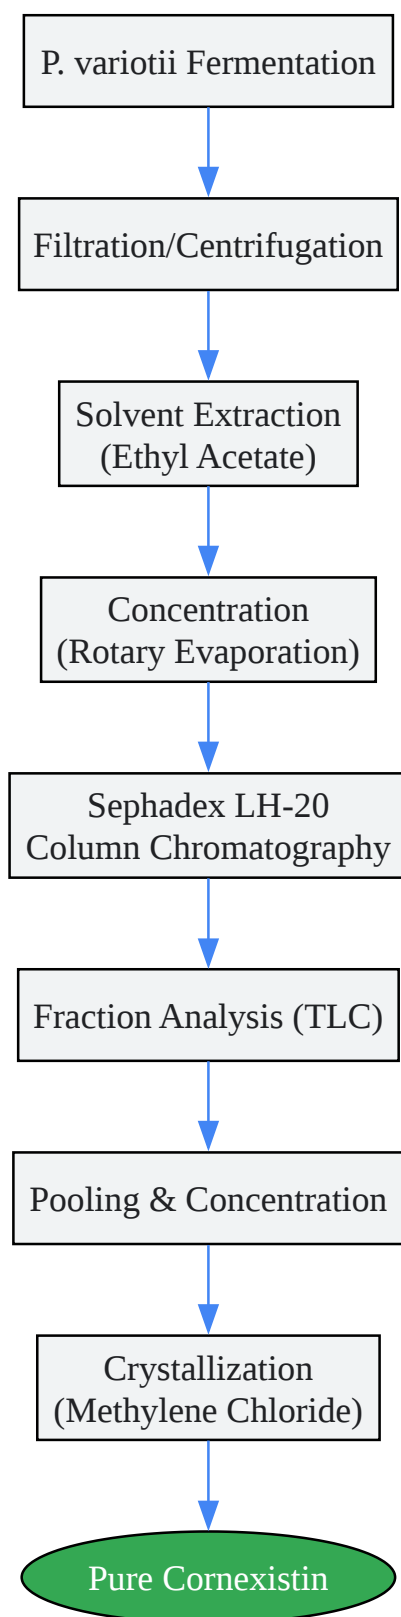 P. variotii Fermentation
Filtration/Centrifugation
Solvent Extraction
(Ethyl Acetate)
Concentration
(Rotary Evaporation)
Sephadex LH-20
Column Chromatography
Fraction Analysis (TLC)
Pooling & Concentration
Crystallization
(Methylene Chloride)
Pure Cornexistin